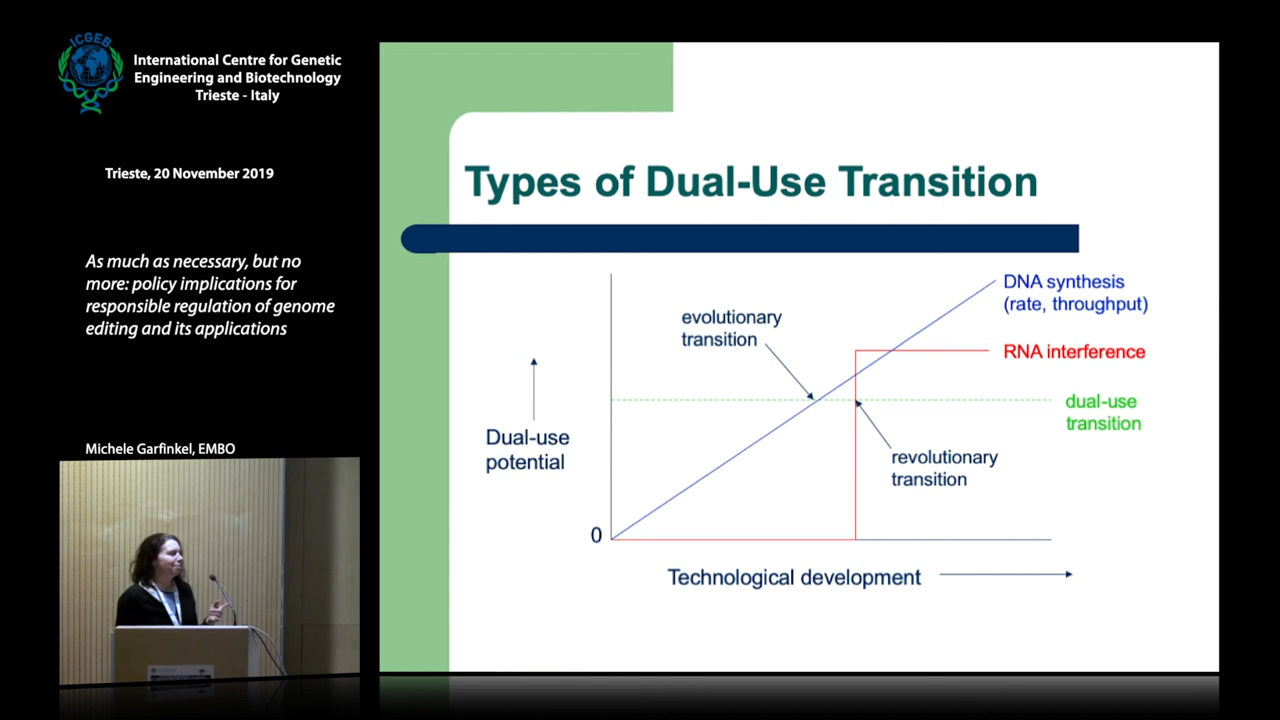 ICGEB
International Centre for Genetic
Engineering and Biotechnology
Trieste - Italy
Trieste, 20 November 2019
As much as necessary, but no
more: policy implications for
responsible regulation of genome
editing and its applications
Michele Garfinkel, EMBO
Types of Dual-Use Transition
DNA synthesis
(rate, throughput)
evolutionary
transition
RNA interference
dual-use
transition
Dual-use
potential
revolutionary
transition
0
Technological development